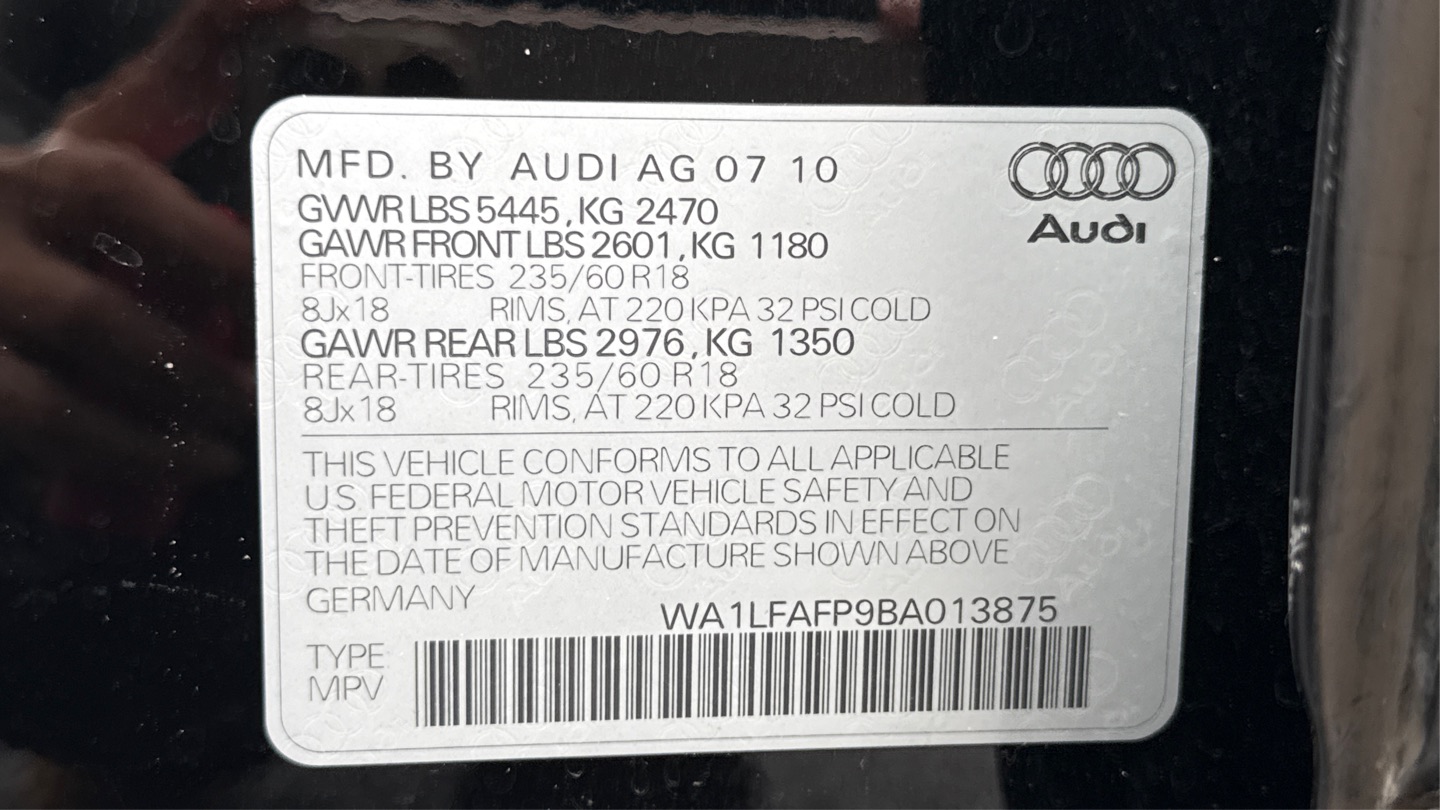 MFD. BY AUDI AG 07 10
GVWR LBS 5445, KG 2470
GAWR FRONT LBS 2601, KG 1180
FRONT-TIRES 235/60 R18
8Jx18 RIMS, AT 220 KPA 32 PSI COLD
GAWR REAR LBS 2976, KG 1350
REAR-TIRES 235/60 R18
8Jx18 RIMS, AT 220 KPA 32 PSI COLD
Audi
THIS VEHICLE CONFORMS TO ALL APPLICABLE
U.S. FEDERAL MOTOR VEHICLE SAFETY AND
THEFT PREVENTION STANDARDS IN EFFECT ON
THE DATE OF MANUFACTURE SHOWN ABOVE
GERMANY
WA1LFAFP9BA013875
TYPE
MPV